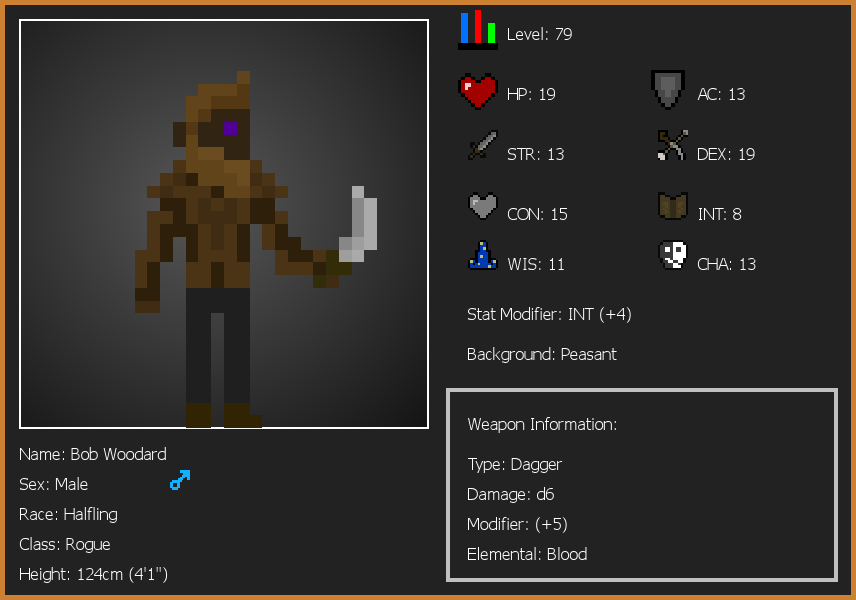 Level: 79
HP: 19
AC: 13
STR: 13
DEX: 19
CON: 15
INT: 8
WIS: 11
CHA: 13
Stat Modifier: INT (+4)
Background: Peasant
Weapon Information:
Type: Dagger
Damage: d6
Modifier: (+5)
Elemental: Blood
Name: Bob Woodard
Sex: Male
Race: Halfling
Class: Rogue
Height: 124cm (4'1")